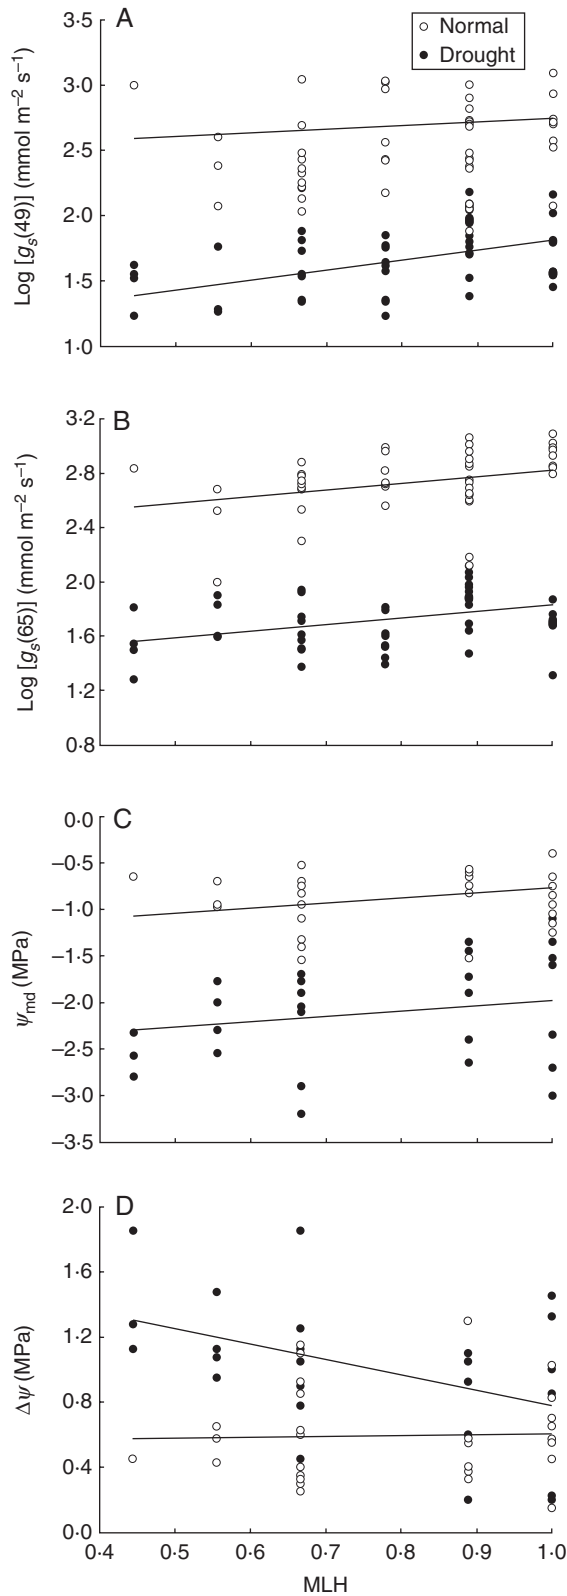 A
Normal
Drought
Log [gₛ(49)] (mmol m⁻² s⁻¹)
3·5
3·0
2·5
2·0
1·5
1·0
B
Log [gₛ(65)] (mmol m⁻² s⁻¹)
3·2
2·8
2·4
2·0
1·6
1·2
0·8
C
ψmd (MPa)
0·0
−0·5
−1·0
−1·5
−2·0
−2·5
−3·0
−3·5
D
Δψ (MPa)
2·0
1·6
1·2
0·8
0·4
0·0
0·4 0·5 0·6 0·7 0·8 0·9 1·0
MLH